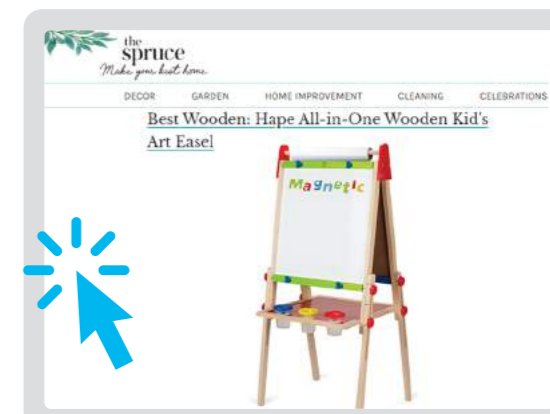 the
spruce
Make your best home.
DECOR GARDEN HOME IMPROVEMENT CLEANING CELEBRATIONS
Best Wooden: Hape All-in-One Wooden Kid's
Art Easel
Magnetic